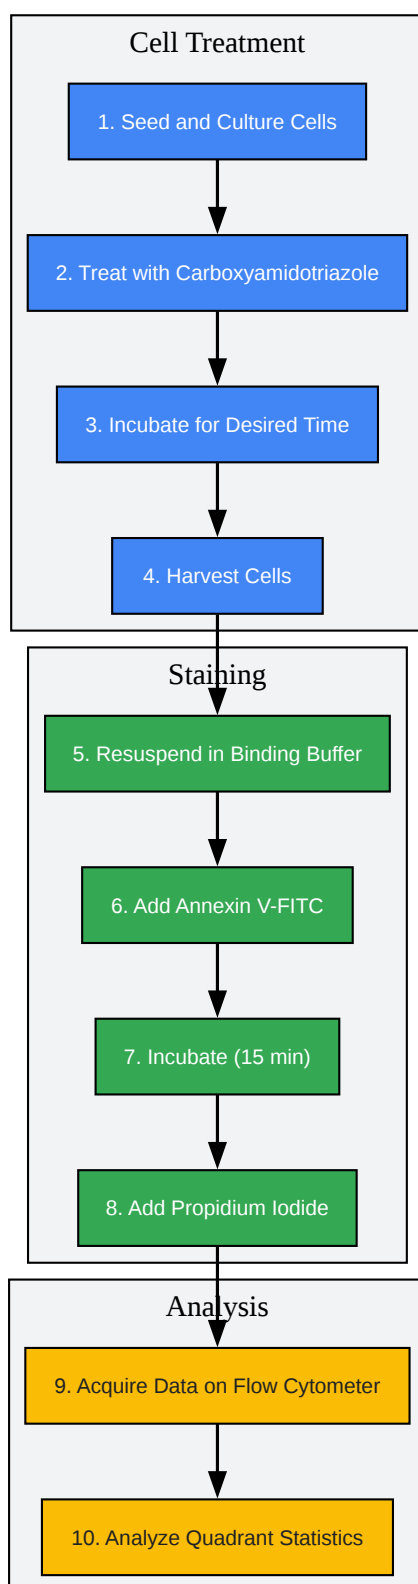 Cell Treatment
1. Seed and Culture Cells
2. Treat with Carboxyamidotriazole
3. Incubate for Desired Time
4. Harvest Cells
Staining
5. Resuspend in Binding Buffer
6. Add Annexin V-FITC
7. Incubate (15 min)
8. Add Propidium Iodide
Analysis
9. Acquire Data on Flow Cytometer
10. Analyze Quadrant Statistics